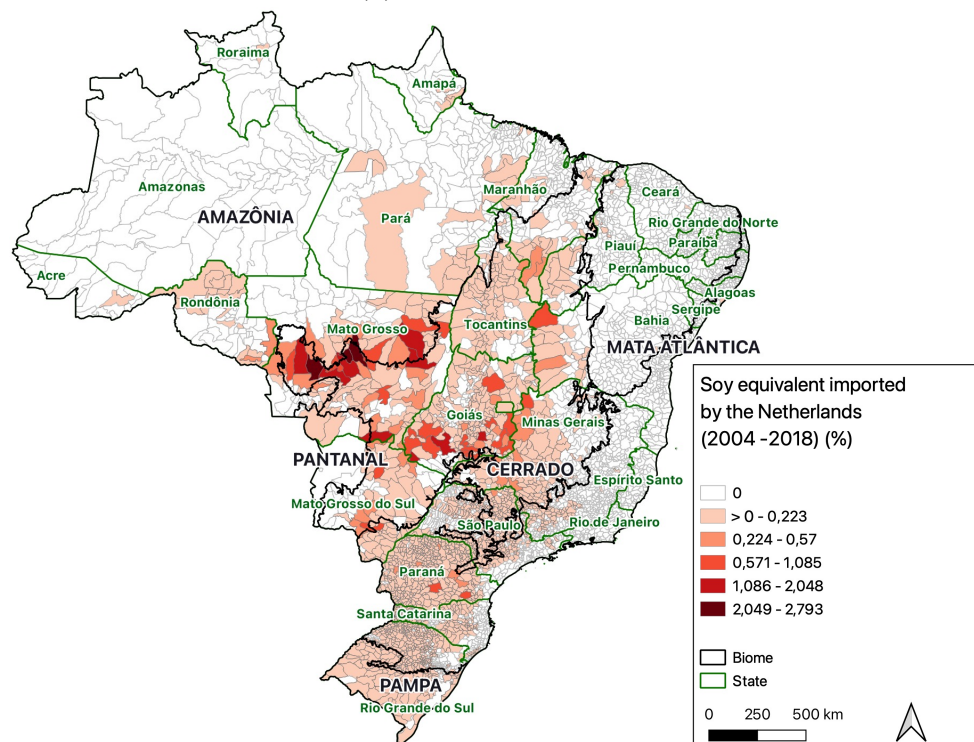 Roraima
Amapá
Amazonas
AMAZÔNIA
Pará
Maranhão
Ceará
Rio Grande do Norte
Piauí
Paraíba
Pernambuco
Acre
Rondônia
Alagoas
Sergipe
Bahia
Mato Grosso
Tocantins
MATA ATLÂNTICA
Goiás
Minas Gerais
PANTANAL
CERRADO
Espírito Santo
Mato Grosso do Sul
São Paulo
Rio de Janeiro
Paraná
Santa Catarina
PAMPA
Rio Grande do Sul
Soy equivalent imported
by the Netherlands
(2004 -2018) (%)
0
> 0 - 0,223
0,224 - 0,57
0,571 - 1,085
1,086 - 2,048
2,049 - 2,793
Biome
State
0 250 500 km